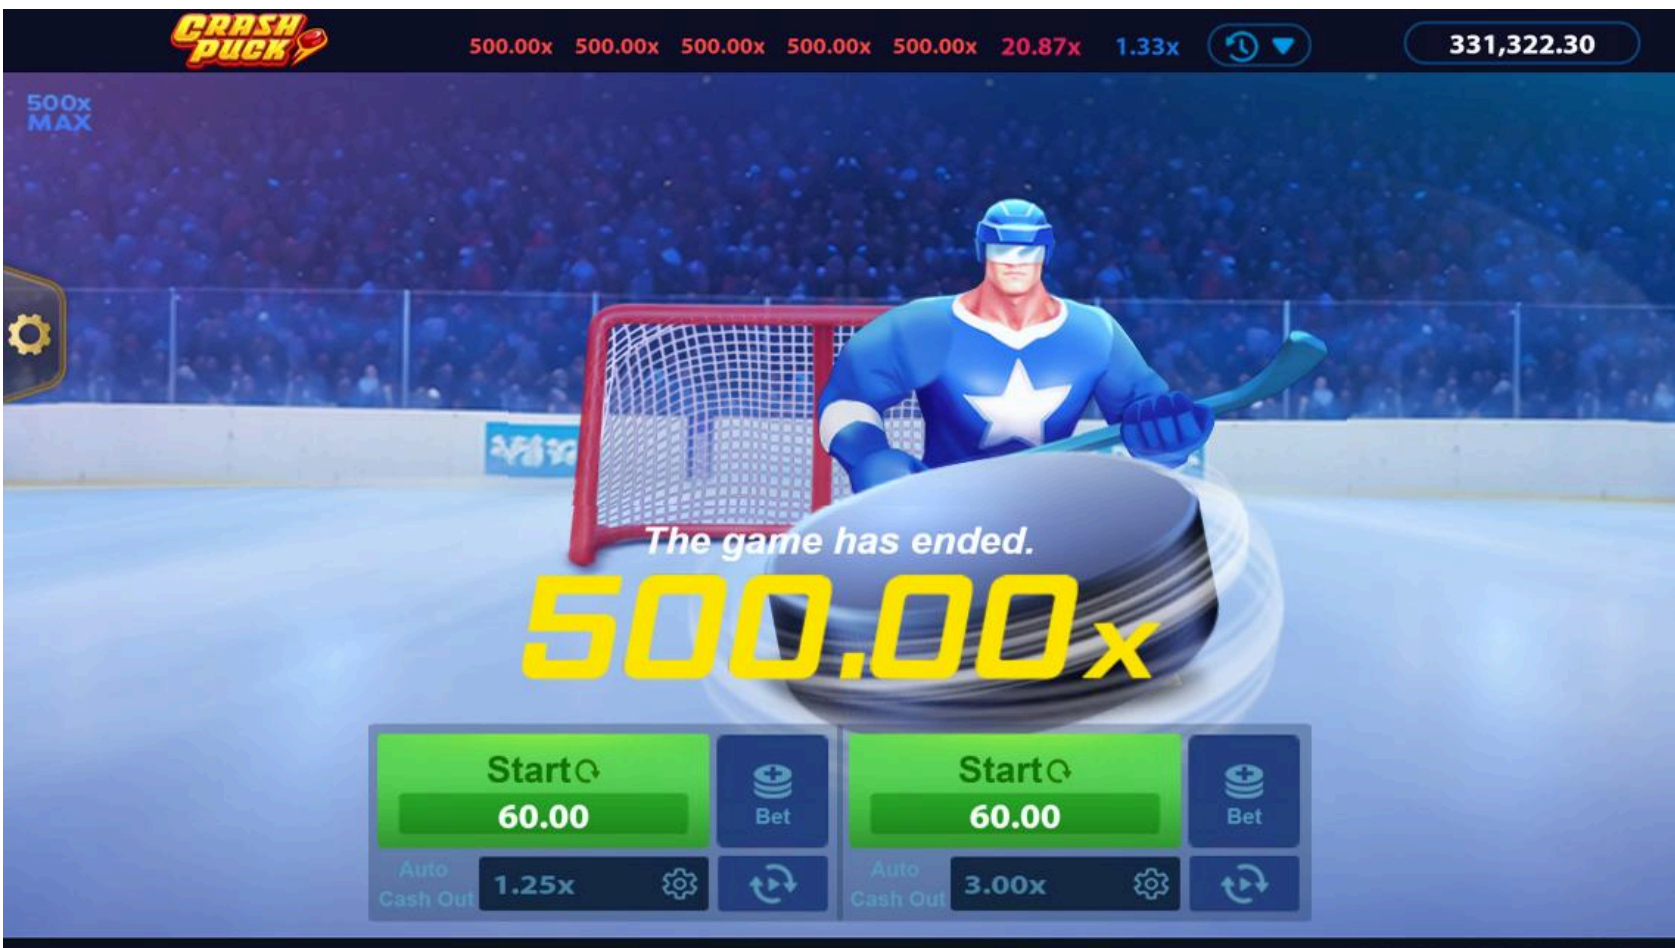 CRASH
PUCK
500.00x 500.00x 500.00x 500.00x 500.00x 20.87x 1.33x
331,322.30
500x
MAX
The game has ended.
500.00x
Start
60.00
Bet
Auto
Cash Out
1.25x
Start
60.00
Bet
Auto
Cash Out
3.00x